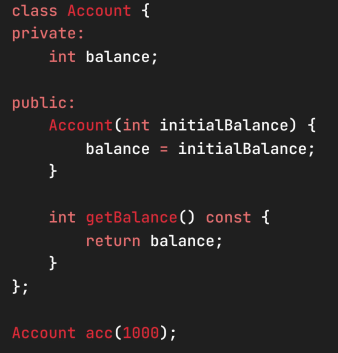 class Account {
private:
    int balance;

public:
    Account(int initialBalance) {
        balance = initialBalance;
    }

    int getBalance() const {
        return balance;
    }
};

Account acc(1000);